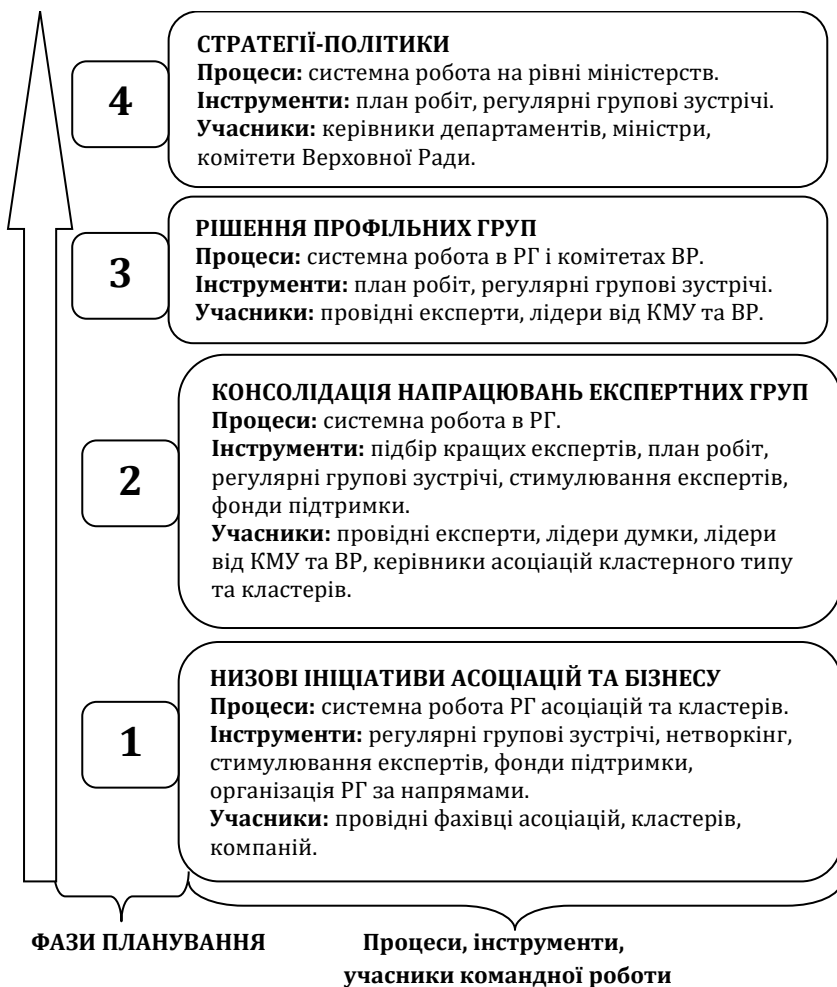 4
СТРАТЕГІЇ-ПОЛІТИКИ
Процеси: системна робота на рівні міністерств.
Інструменти: план робіт, регулярні групові зустрічі.
Учасники: керівники департаментів, міністри,
комітети Верховної Ради.
3
РІШЕННЯ ПРОФІЛЬНИХ ГРУП
Процеси: системна робота в РГ і комітетах ВР.
Інструменти: план робіт, регулярні групові зустрічі.
Учасники: провідні експерти, лідери від КМУ та ВР.
2
КОНСОЛІДАЦІЯ НАПРАЦЮВАНЬ ЕКСПЕРТНИХ ГРУП
Процеси: системна робота в РГ.
Інструменти: підбір кращих експертів, план робіт,
регулярні групові зустрічі, стимулювання експертів,
фонди підтримки.
Учасники: провідні експерти, лідери думки, лідери
від КМУ та ВР, керівники асоціацій кластерного типу
та кластерів.
1
НИЗОВІ ІНІЦІАТИВИ АСОЦІАЦІЙ ТА БІЗНЕСУ
Процеси: системна робота РГ асоціацій та кластерів.
Інструменти: регулярні групові зустрічі, нетворкінг,
стимулювання експертів, фонди підтримки,
організація РГ за напрямами.
Учасники: провідні фахівці асоціацій, кластерів,
компаній.
ФАЗИ ПЛАНУВАННЯ
Процеси, інструменти,
учасники командної роботи